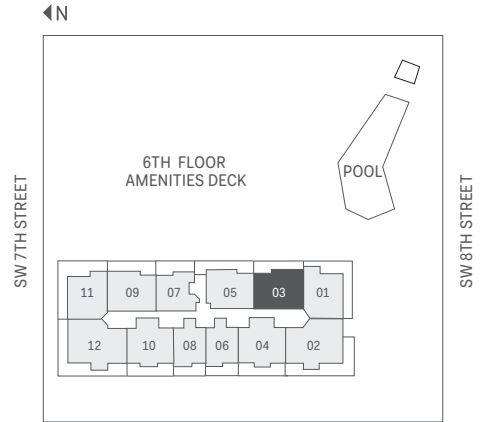 N
6TH FLOOR
AMENITIES DECK
POOL
SW 7TH STREET
SW 8TH STREET
11 09 07 05 03 01
12 10 08 06 04 02